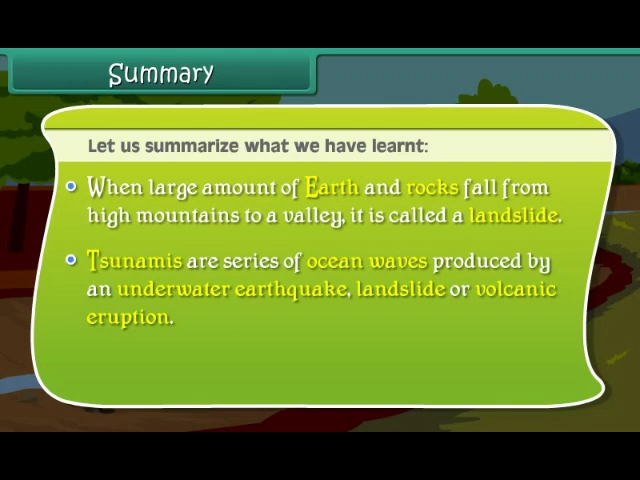 Summary
Let us summarize what we have learnt:
When large amount of Earth and rocks fall from
high mountains to a valley, it is called a landslide.
Tsunamis are series of ocean waves produced by
an underwater earthquake, landslide or volcanic
eruption.